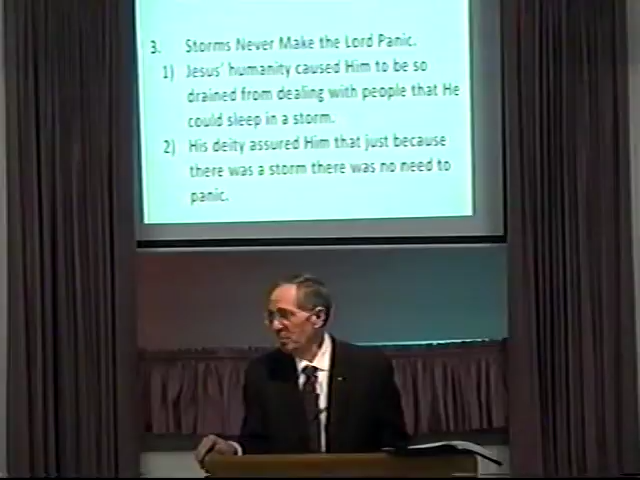 3. Storms Never Make the Lord Panic.
1) Jesus' humanity caused Him to be so
drained from dealing with people that He
could sleep in a storm.
2) His deity assured Him that just because
there was a storm there was no need to
panic.